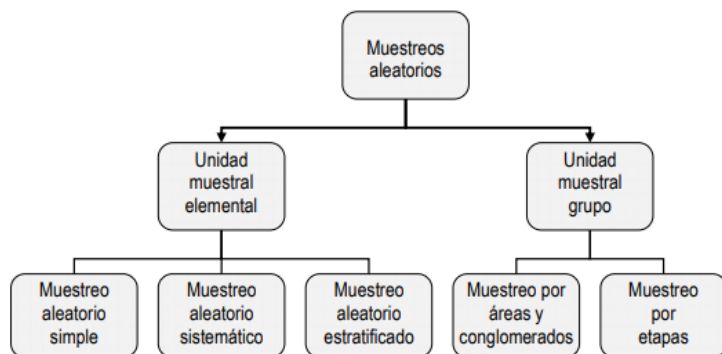 Muestreos
aleatorios
Unidad
muestral
elemental
Unidad
muestral
grupo
Muestreo
aleatorio
simple
Muestreo
aleatorio
sistemático
Muestreo
aleatorio
estratificado
Muestreo por
áreas y
conglomerados
Muestreo
por
etapas